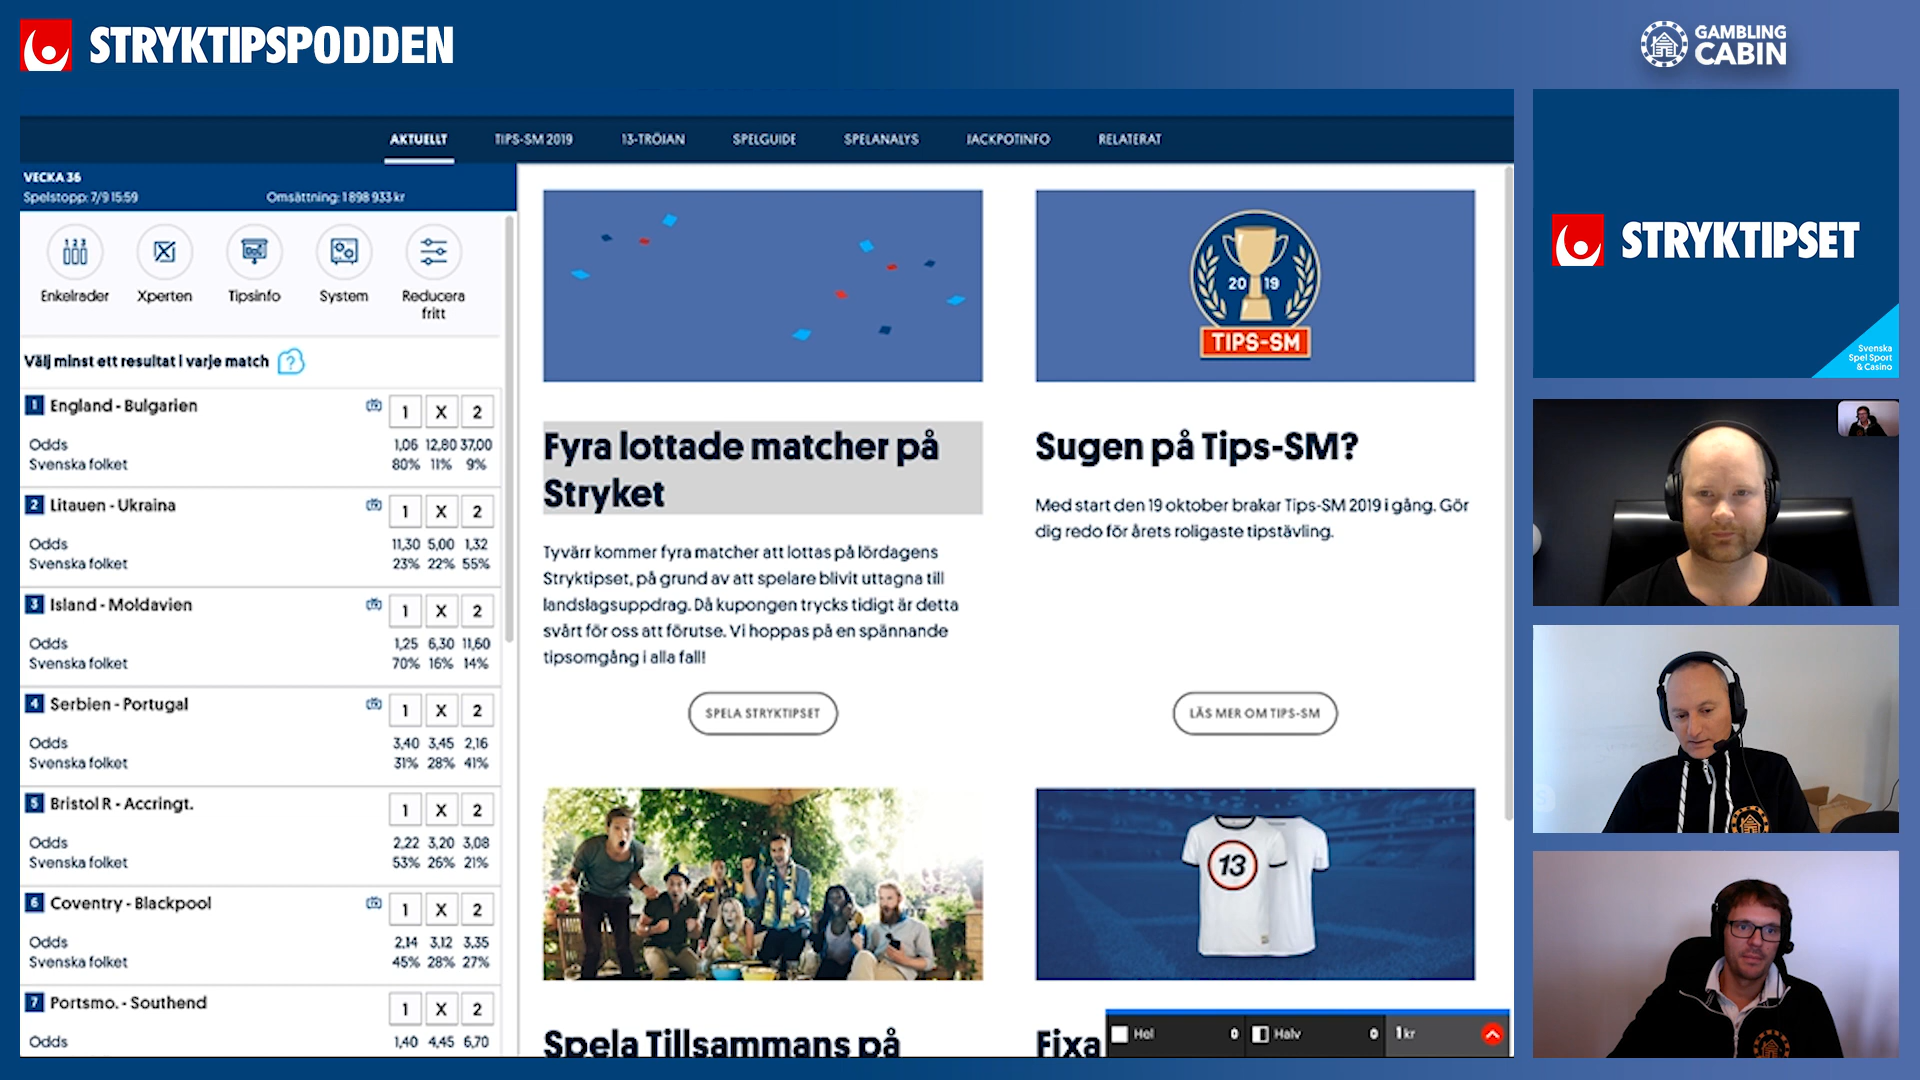 STRYKTIPSPODDEN
GAMBLING
CABIN
AKTUELLT
TIPS-SM 2019
13-TRÖJAN
SPELGUIDE
SPELANALYS
JACKPOTINFO
RELATERAT
VECKA 36
Spelstopp: 7/9 15:59
Omsättning: 1 898 933 kr
1 2 3
Enkelrader
Xperten
Tipsinfo
System
Reducera
fritt
Välj minst ett resultat i varje match ?
1 England - Bulgarien 1 X 2
Odds 1,06 12,80 37,00
Svenska folket 80% 11% 9%
2 Litauen - Ukraina 1 X 2
Odds 11,30 5,00 1,32
Svenska folket 23% 22% 55%
3 Island - Moldavien 1 X 2
Odds 1,25 6,30 11,60
Svenska folket 70% 16% 14%
4 Serbien - Portugal 1 X 2
Odds 3,40 3,45 2,16
Svenska folket 31% 28% 41%
5 Bristol R - Accringt. 1 X 2
Odds 2,22 3,20 3,08
Svenska folket 53% 26% 21%
6 Coventry - Blackpool 1 X 2
Odds 2,14 3,12 3,35
Svenska folket 45% 28% 27%
7 Portsmo. - Southend 1 X 2
Odds 1,40 4,45 6,70
Fyra lottade matcher på
Stryket
Tyvärr kommer fyra matcher att lottas på lördagens
Stryktipset, på grund av att spelare blivit uttagna till
landslagsuppdrag. Då kupongen trycks tidigt är detta
svårt för oss att förutse. Vi hoppas på en spännande
tipsomgång i alla fall!
SPELA STRYKTIPSET
20 19
TIPS-SM
Sugen på Tips-SM?
Med start den 19 oktober brakar Tips-SM 2019 i gång. Gör
dig redo för årets roligaste tipstävling.
LÄS MER OM TIPS-SM
13
Spela Tillsammans på
Fixa
Hel 0
Halv 0
1 kr
STRYKTIPSET
Svenska
Spel Sport
& Casino